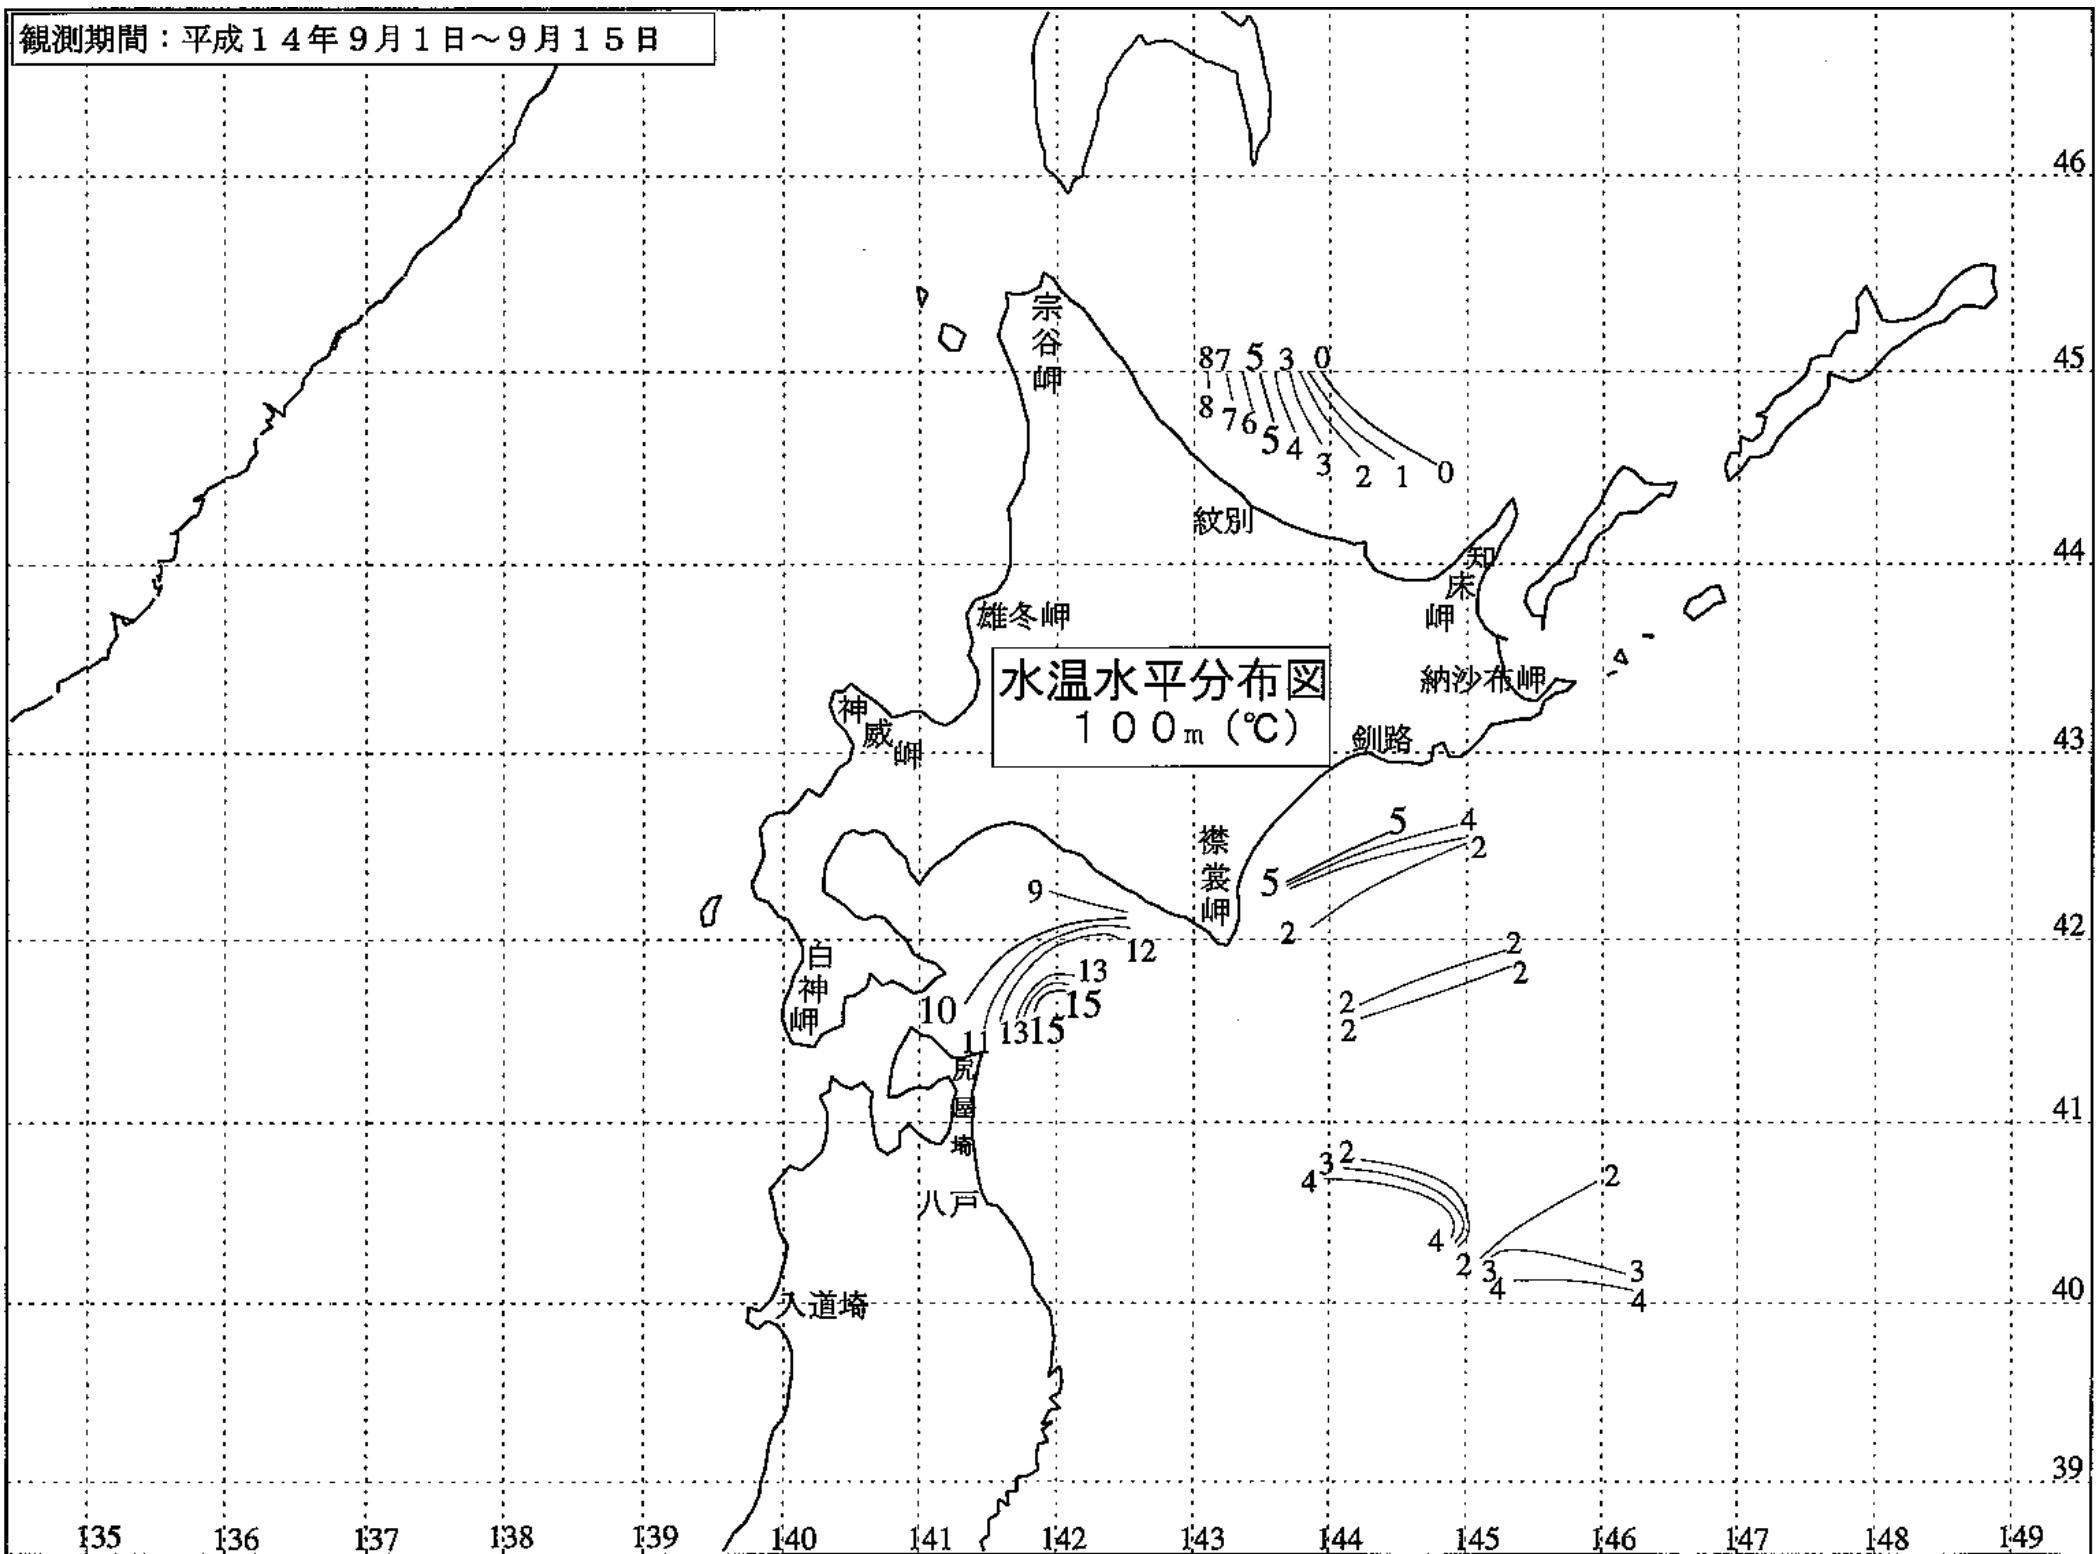 観測期間：平成１４年９月１日～９月１５日
46
宗谷岬
45
8 7 5 3 0
8 7 6 5 4 3 2 1 0
紋別
44
知床岬
雄冬岬
水温水平分布図
１００ｍ（℃）
納沙布岬
神威岬
釧路
43
襟裳岬
5 4
2
5
2
9
42
12
白神岬
13
15
10
11 13 15
2
2
2
2
尻屋埼
41
2
3
4
2
八戸
4
2 3
4
3
4
入道埼
40
39
135 136 137 138 139 140 141 142 143 144 145 146 147 148 149